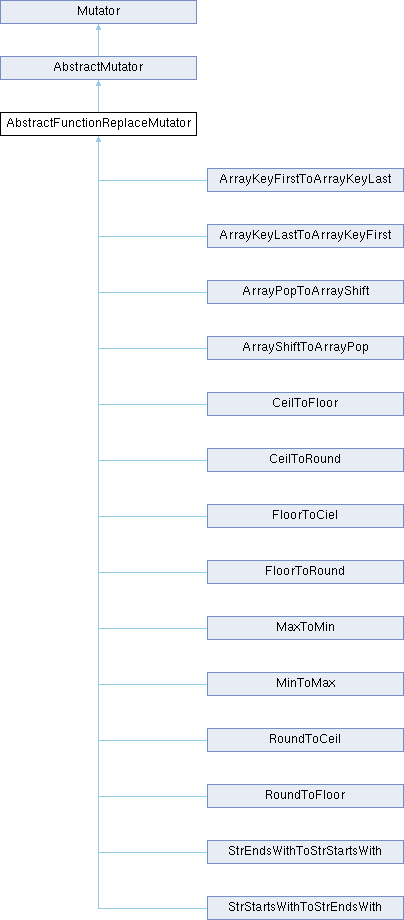 Mutator
AbstractMutator
AbstractFunctionReplaceMutator
ArrayKeyFirstToArrayKeyLast
ArrayKeyLastToArrayKeyFirst
ArrayPopToArrayShift
ArrayShiftToArrayPop
CeilToFloor
CeilToRound
FloorToCiel
FloorToRound
MaxToMin
MinToMax
RoundToCeil
RoundToFloor
StrEndsWithToStrStartsWith
StrStartsWithToStrEndsWith